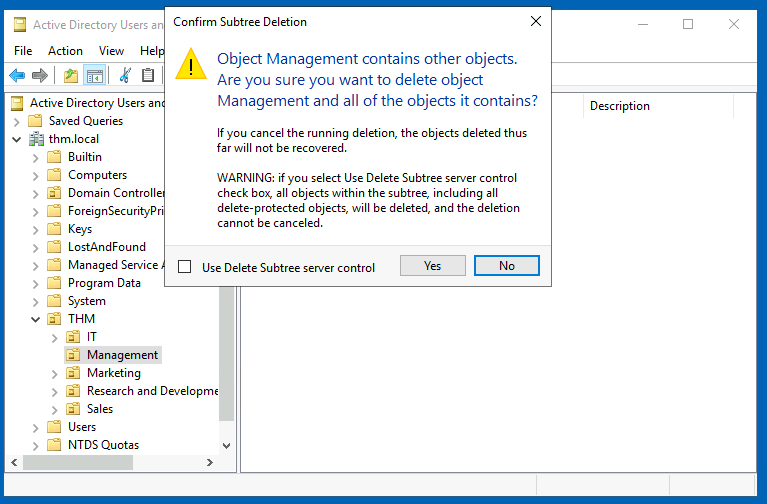 Active Directory Users an
Confirm Subtree Deletion
File Action View Help
Object Management contains other objects.
Are you sure you want to delete object
Management and all of the objects it contains?
If you cancel the running deletion, the objects deleted thus
far will not be recovered.
WARNING: if you select Use Delete Subtree server control
check box, all objects within the subtree, including all
delete-protected objects, will be deleted, and the deletion
cannot be canceled.
Use Delete Subtree server control
Yes
No
Description
Active Directory Users an
Saved Queries
thm.local
Builtin
Computers
Domain Controller
ForeignSecurityPri
Keys
LostAndFound
Managed Service A
Program Data
System
THM
IT
Management
Marketing
Research and Developme
Sales
Users
NTDS Quotas